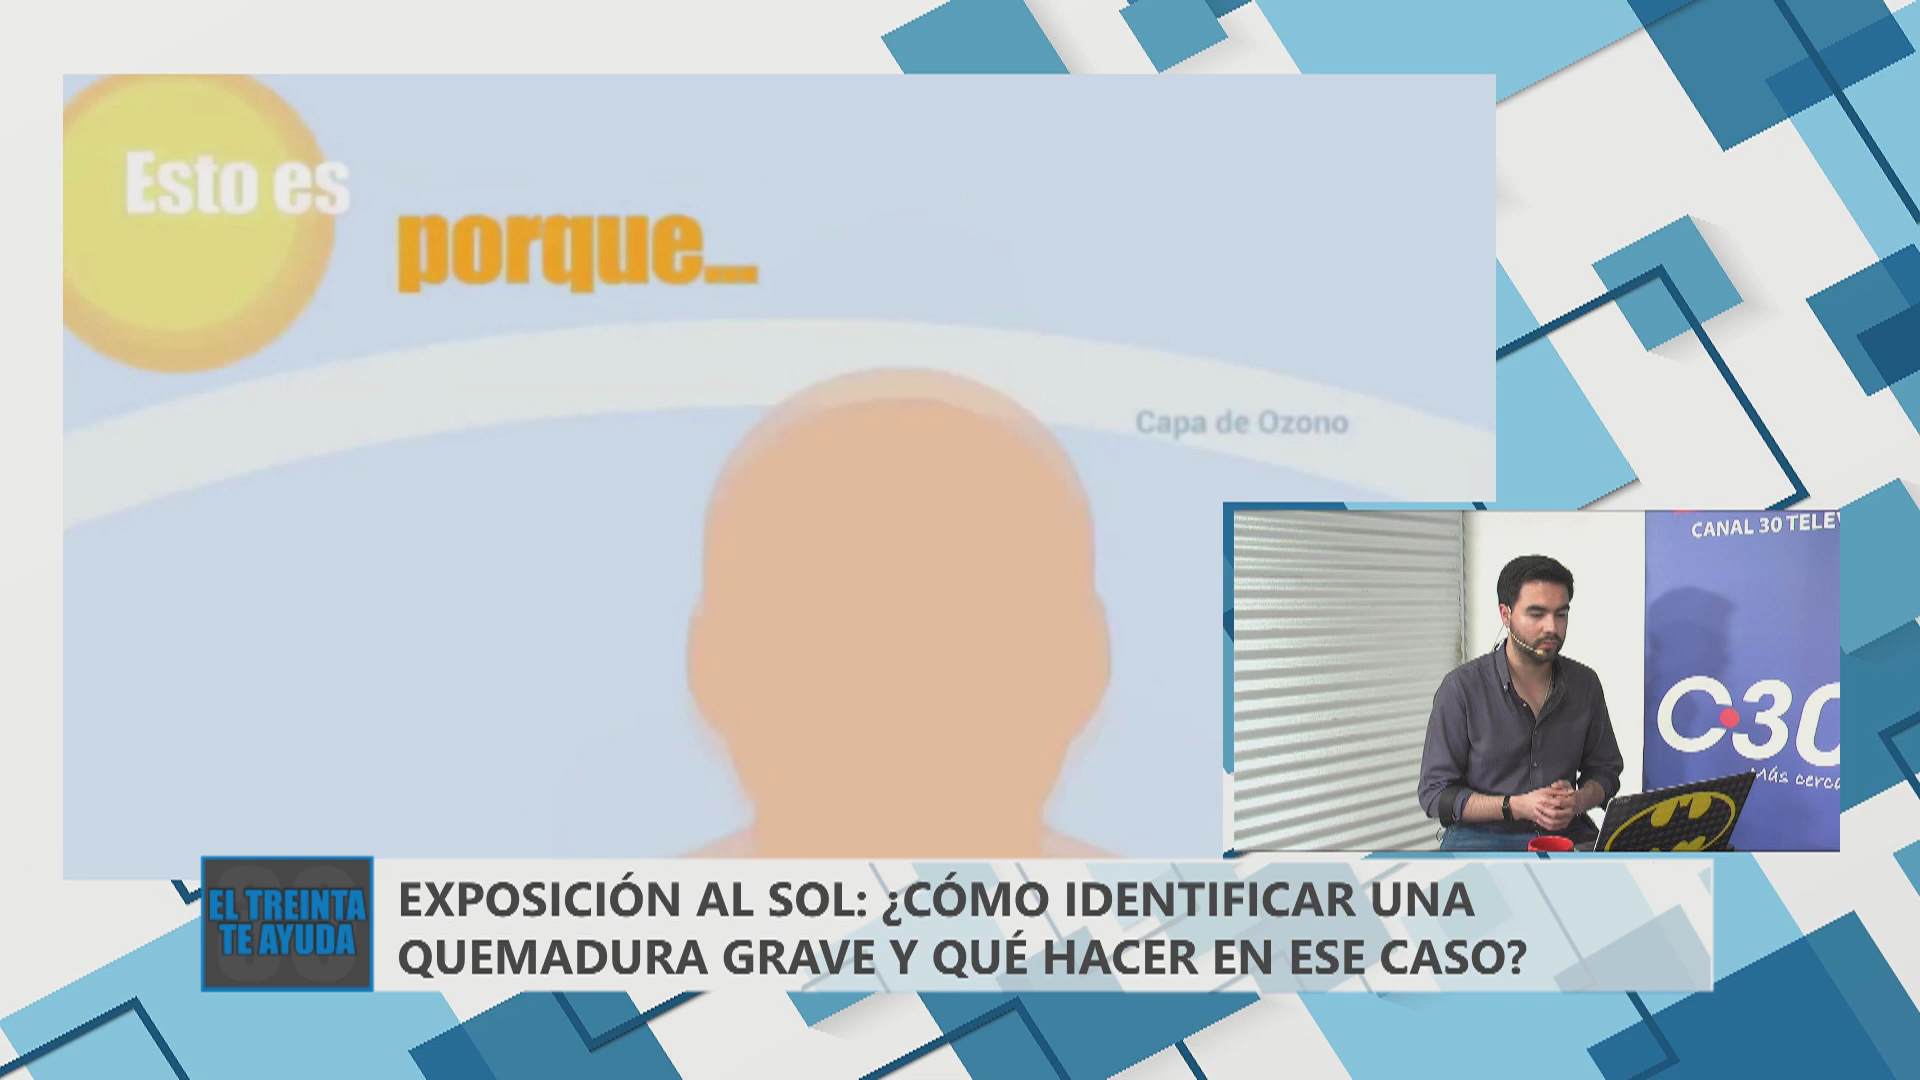 Esto es
porque...
Capa de Ozono
CANAL 30 TELEV
C30
Más cerca
EL TREINTA
TE AYUDA
EXPOSICIÓN AL SOL: ¿CÓMO IDENTIFICAR UNA
QUEMADURA GRAVE Y QUÉ HACER EN ESE CASO?